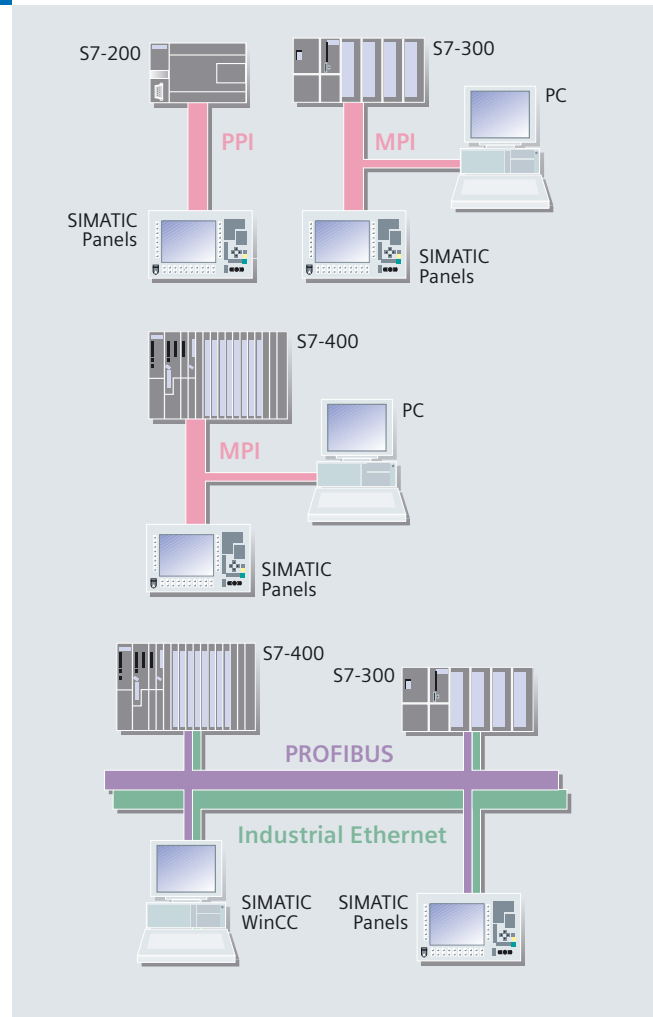 S7-200
S7-300
PC
PPI
MPI
SIMATIC
Panels
SIMATIC
Panels
S7-400
PC
MPI
SIMATIC
Panels
S7-400
S7-300
PROFIBUS
Industrial Ethernet
SIMATIC
WinCC
SIMATIC
Panels